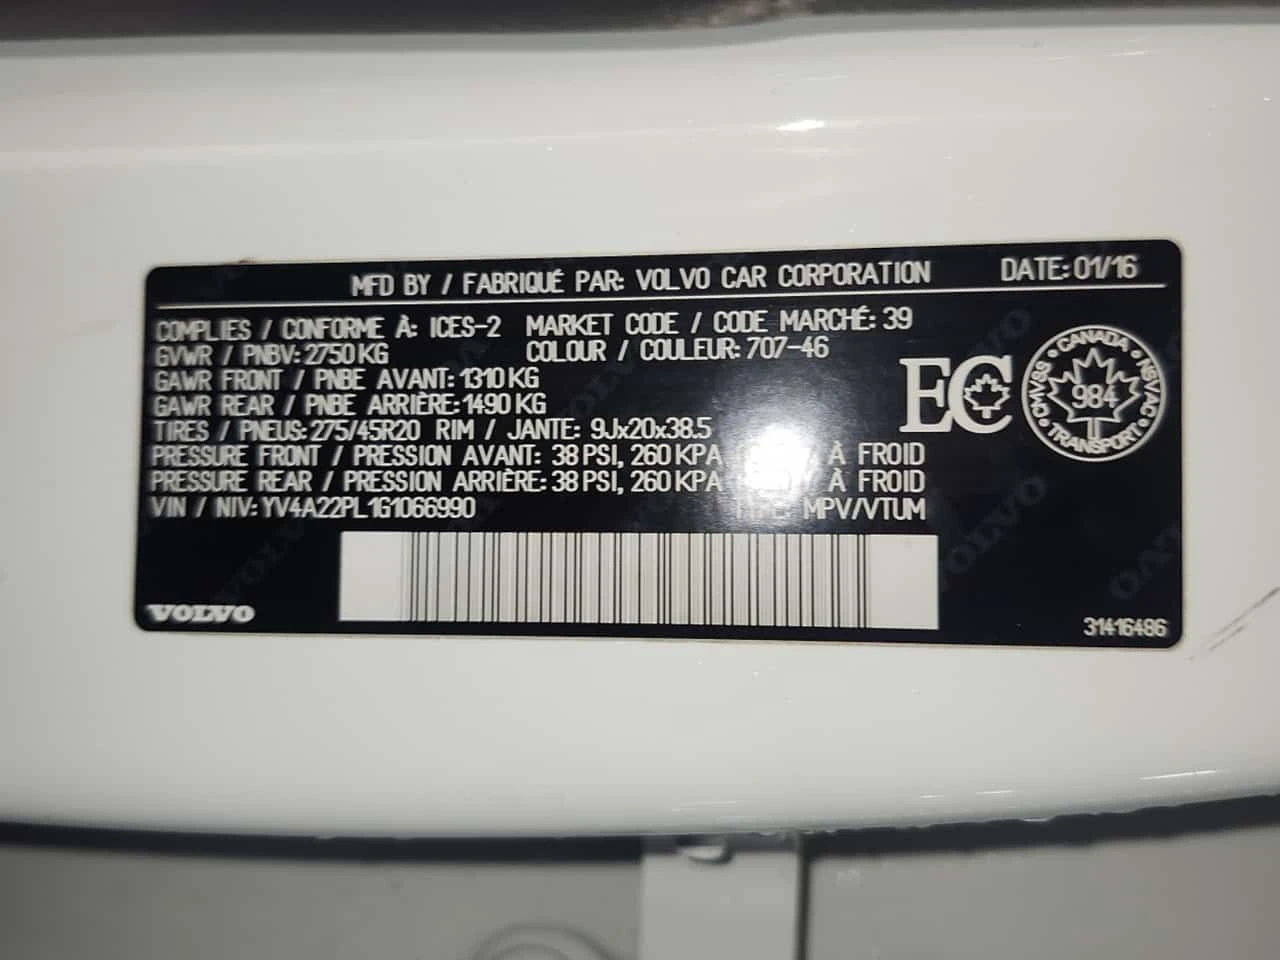 MFD BY / FABRIQUÉ PAR: VOLVO CAR CORPORATION DATE: 01/16
COMPLIES / CONFORME À: ICES-2 MARKET CODE / CODE MARCHÉ: 39
GVWR / PNBV: 2750 KG COLOUR / COULEUR: 707-46
GAWR FRONT / PNBE AVANT: 1310 KG
GAWR REAR / PNBE ARRIÈRE: 1490 KG
TIRES / PNEUS: 275/45R20 RIM / JANTE: 9Jx20x38.5
PRESSURE FRONT / PRESSION AVANT: 38 PSI, 260 KPA / À FROID
PRESSURE REAR / PRESSION ARRIÈRE: 38 PSI, 260 KPA / À FROID
VIN / NIV: YV4A22PL1G1066990 TYPE: MPV/VTUM
EC
CANADA
CMVSS
984
NSVAC
TRANSPORT
VOLVO
31416486